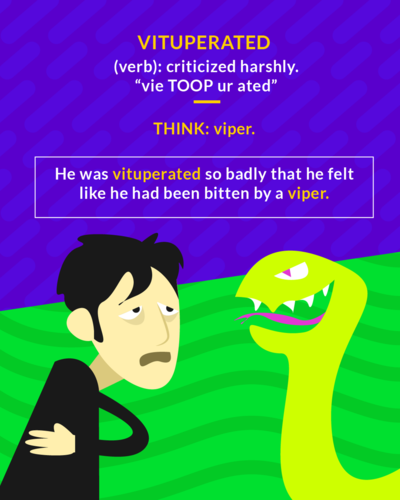 VITUPERATED
(verb): criticized harshly.
“vie TOOP ur ated”
THINK: viper.
He was vituperated so badly that he felt
like he had been bitten by a viper.